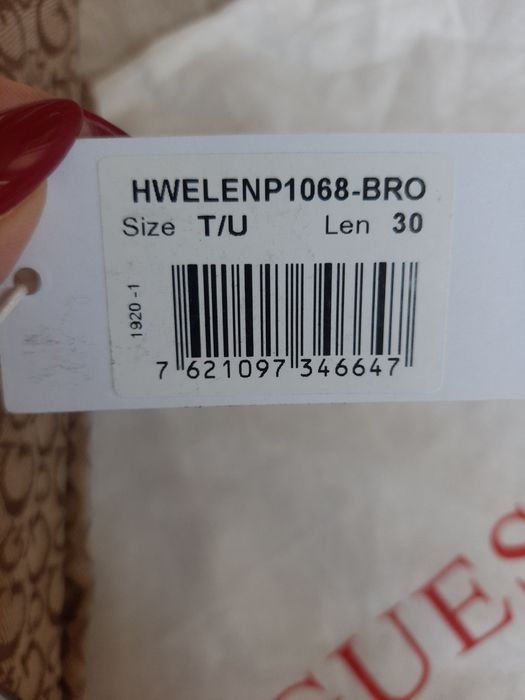 HWELENP1068-BRO
Size T/U Len 30
1920 -1
7 621097 346647
GUES